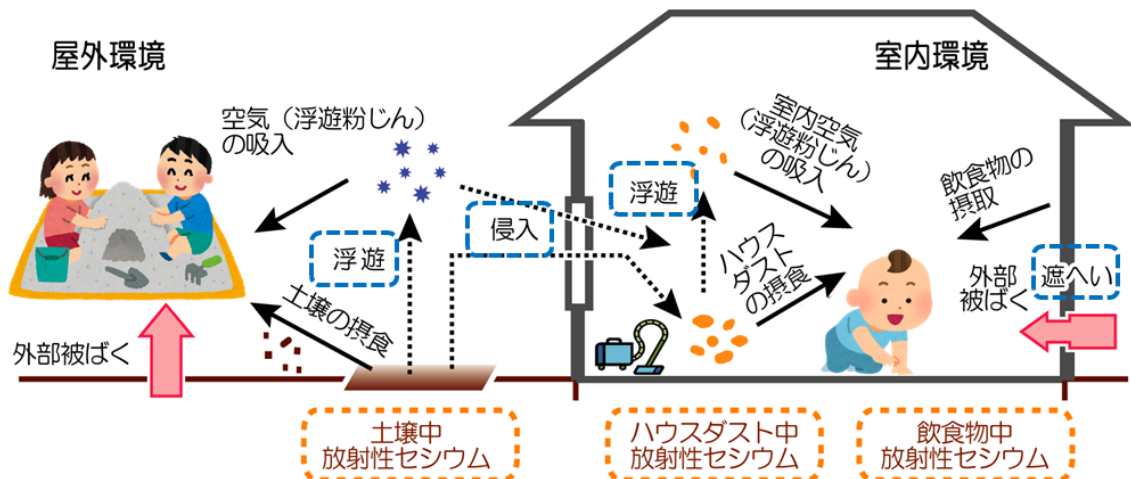 屋外環境
室内環境
空気（浮遊粉じん）
の吸入
浮遊
侵入
土壌の摂食
外部被ばく
浮遊
室内空気
（浮遊粉じん）
の吸入
ハウス
ダスト
の摂食
飲食物の
摂取
外部
被ばく
遮へい
土壌中
放射性セシウム
ハウスダスト中
放射性セシウム
飲食物中
放射性セシウム